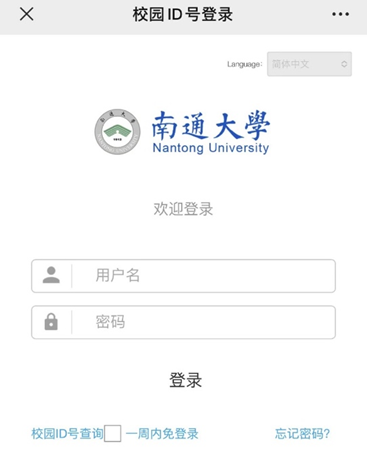 校园ID号登录
Language: 简体中文
南通大學
Nantong University
欢迎登录
用户名
密码
登录
校园ID号查询 一周内免登录 忘记密码?